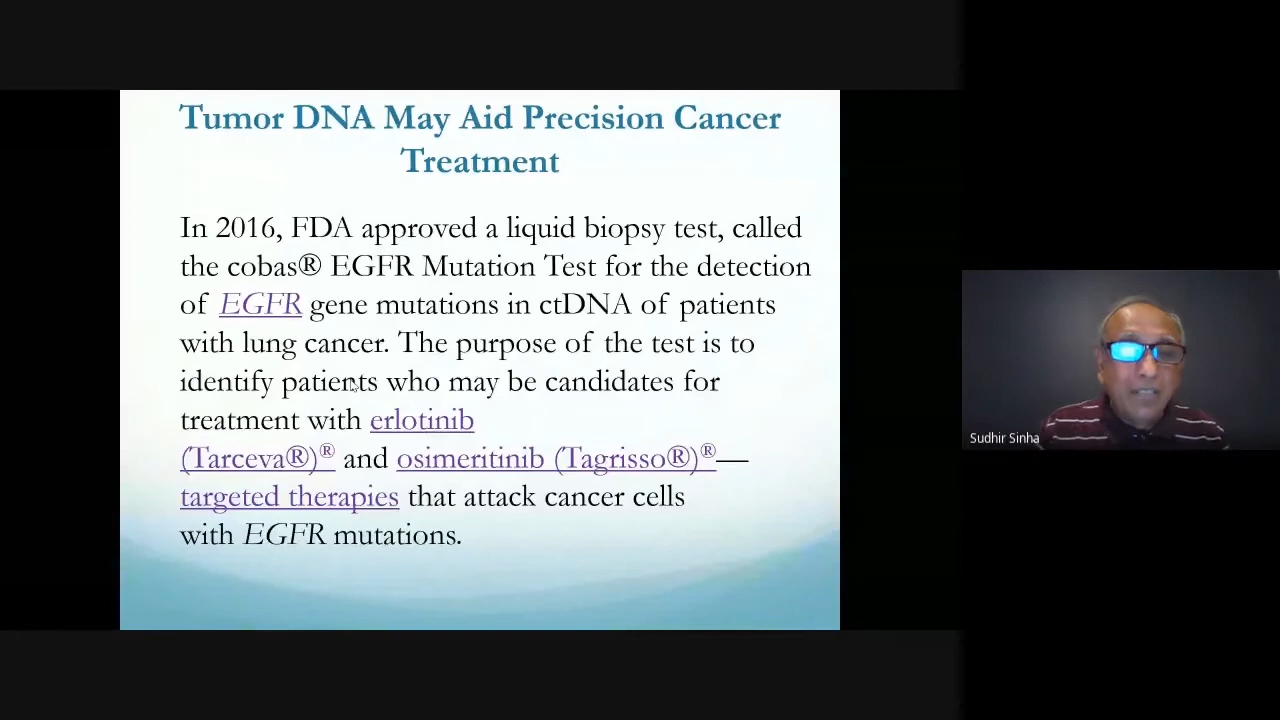 Tumor DNA May Aid Precision Cancer
Treatment
In 2016, FDA approved a liquid biopsy test, called
the cobas® EGFR Mutation Test for the detection
of EGFR gene mutations in ctDNA of patients
with lung cancer. The purpose of the test is to
identify patients who may be candidates for
treatment with erlotinib
(Tarceva®)® and osimeritinib (Tagrisso®)®—
targeted therapies that attack cancer cells
with EGFR mutations.
Sudhir Sinha